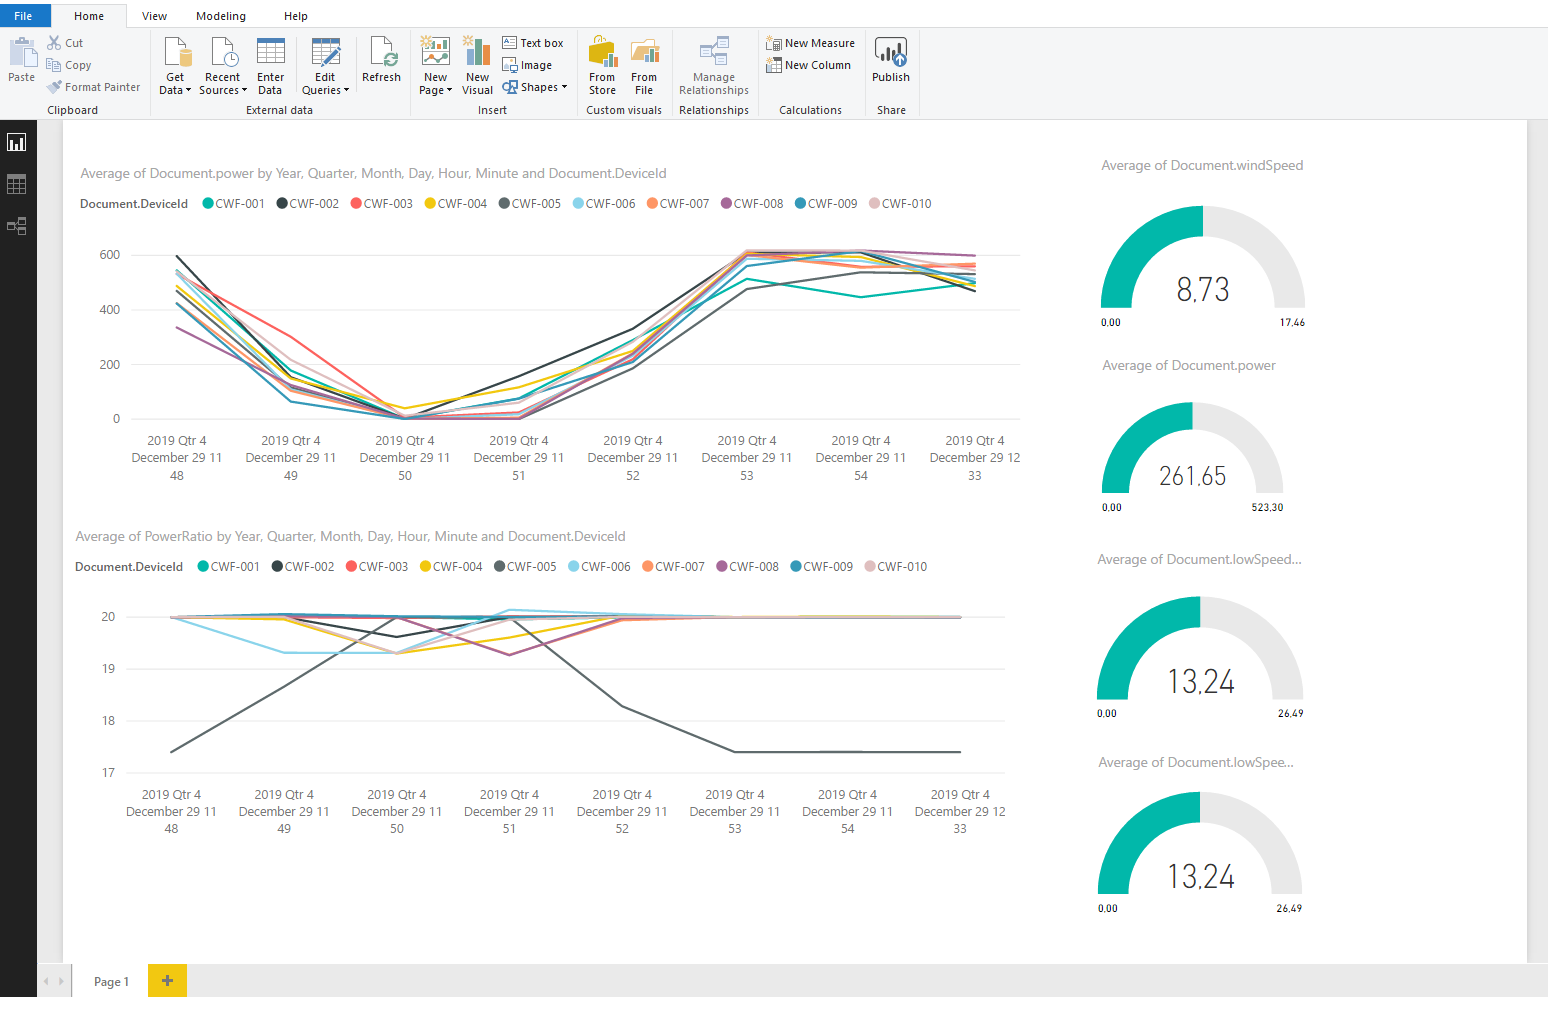 File Home View Modeling Help
Cut
Copy
Format Painter
Paste
Clipboard
Get Data
Recent Sources
Enter Data
Edit Queries
Refresh
External data
New Page
New Visual
Text box
Image
Shapes
Insert
From Store
From File
Custom visuals
Manage Relationships
Relationships
New Measure
New Column
Calculations
Publish
Share
Average of Document.power by Year, Quarter, Month, Day, Hour, Minute and Document.DeviceId
Document.DeviceId CWF-001 CWF-002 CWF-003 CWF-004 CWF-005 CWF-006 CWF-007 CWF-008 CWF-009 CWF-010
600
400
200
0
2019 Qtr 4 2019 Qtr 4 2019 Qtr 4 2019 Qtr 4 2019 Qtr 4 2019 Qtr 4 2019 Qtr 4 2019 Qtr 4
December 29 11 December 29 11 December 29 11 December 29 11 December 29 11 December 29 11 December 29 11 December 29 12
48 49 50 51 52 53 54 33
Average of PowerRatio by Year, Quarter, Month, Day, Hour, Minute and Document.DeviceId
Document.DeviceId CWF-001 CWF-002 CWF-003 CWF-004 CWF-005 CWF-006 CWF-007 CWF-008 CWF-009 CWF-010
20
19
18
17
2019 Qtr 4 2019 Qtr 4 2019 Qtr 4 2019 Qtr 4 2019 Qtr 4 2019 Qtr 4 2019 Qtr 4 2019 Qtr 4
December 29 11 December 29 11 December 29 11 December 29 11 December 29 11 December 29 11 December 29 11 December 29 12
48 49 50 51 52 53 54 33
Average of Document.windSpeed
8,73
0,00 17,46
Average of Document.power
261,65
0,00 523,30
Average of Document.lowSpeed...
13,24
0,00 26,49
Average of Document.lowSpee...
13,24
0,00 26,49
Page 1